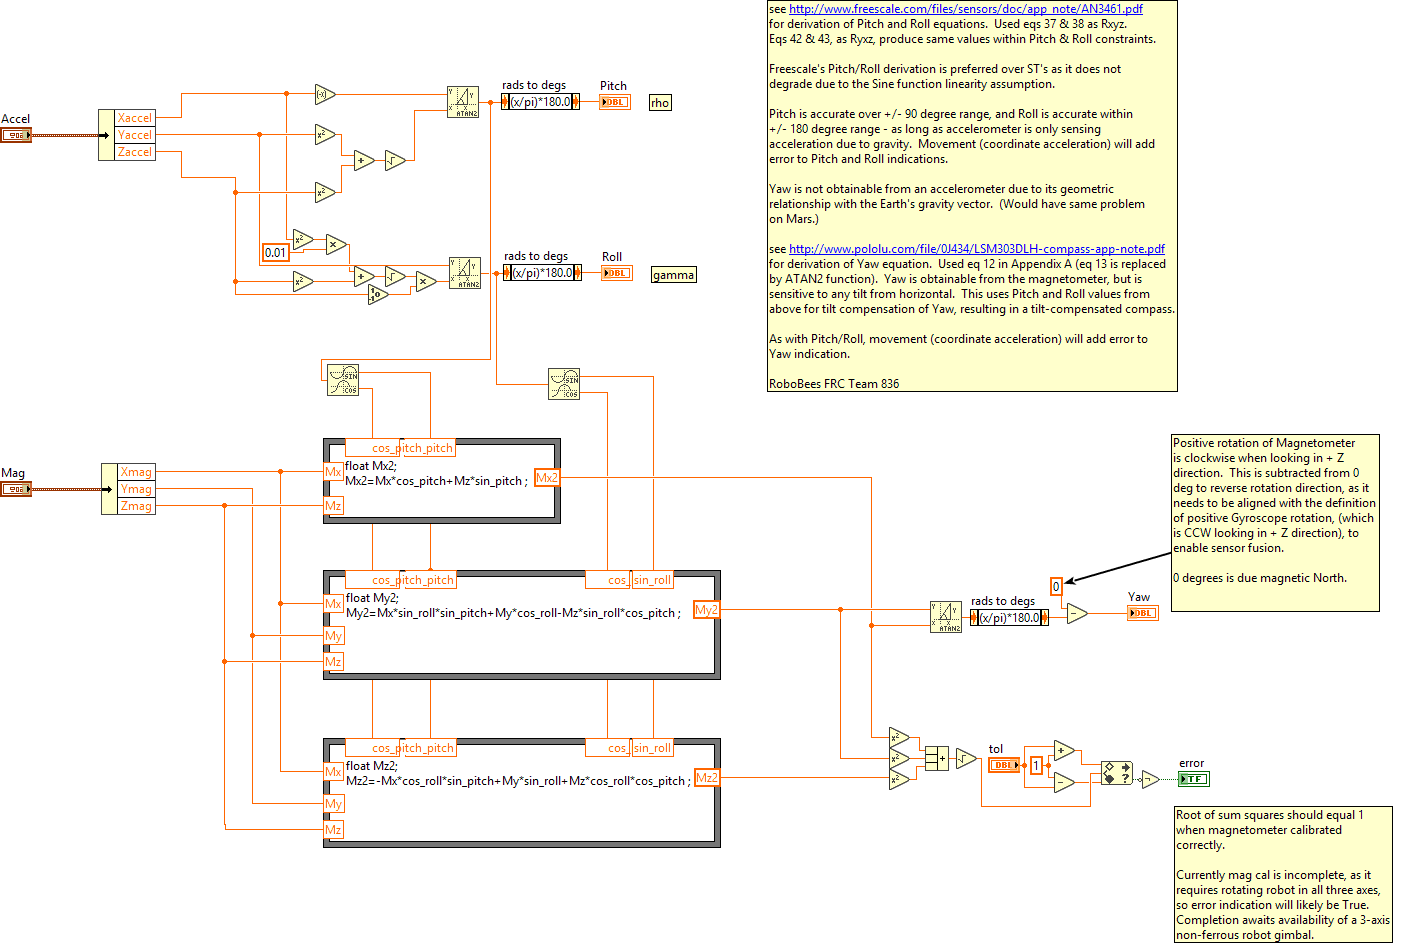 see http://www.freescale.com/files/sensors/doc/app_note/AN3461.pdf
for derivation of Pitch and Roll equations.  Used eqs 37 & 38 as Rxyz.
Eqs 42 & 43, as Ryxz, produce same values within Pitch & Roll constraints.
Freescale's Pitch/Roll derivation is preferred over ST's as it does not
degrade due to the Sine function linearity assumption.
Pitch is accurate over +/- 90 degree range, and Roll is accurate within
+/- 180 degree range - as long as accelerometer is only sensing
acceleration due to gravity.  Movement (coordinate acceleration) will add
error to Pitch and Roll indications.
Yaw is not obtainable from an accelerometer due to its geometric
relationship with the Earth's gravity vector.  (Would have same problem
on Mars.)
see http://www.pololu.com/file/0J434/LSM303DLH-compass-app-note.pdf
for derivation of Yaw equation.  Used eq 12 in Appendix A (eq 13 is replaced
by ATAN2 function).  Yaw is obtainable from the magnetometer, but is
sensitive to any tilt from horizontal.  This uses Pitch and Roll values from
above for tilt compensation of Yaw, resulting in a tilt-compensated compass.
As with Pitch/Roll, movement (coordinate acceleration) will add error to
Yaw indication.
RoboBees FRC Team 836
Accel
Xaccel
Yaccel
Zaccel
(-x)
x²
x²
+
√
Y
X
ATAN2
rads to degs
(x/pi)*180.0
Pitch
DBL
rho
0.01
x²
x
x²
+
√
x
1
-1 0
Y
X
ATAN2
rads to degs
(x/pi)*180.0
Roll
DBL
gamma
SIN
COS
SIN
COS
Mag
Xmag
Ymag
Zmag
cos_pitch_pitch
Mx
float Mx2;
Mx2=Mx*cos_pitch+Mz*sin_pitch ;
Mx2
Mz
cos_pitch_pitch
cos_
sin_roll
Mx
float My2;
My2=Mx*sin_roll*sin_pitch+My*cos_roll-Mz*sin_roll*cos_pitch ;
My2
My
Mz
cos_pitch_pitch
cos_
sin_roll
Mx
float Mz2;
Mz2=-Mx*cos_roll*sin_pitch+My*sin_roll+Mz*cos_roll*cos_pitch ;
Mz2
My
Mz
Positive rotation of Magnetometer
is clockwise when looking in + Z
direction.  This is subtracted from 0
deg to reverse rotation direction, as it
needs to be aligned with the definition
of positive Gyroscope rotation, (which
is CCW looking in + Z direction), to
enable sensor fusion.
0 degrees is due magnetic North.
Y
X
ATAN2
rads to degs
(x/pi)*180.0
0
-
Yaw
DBL
x²
x²
x²
+
√
tol
DBL
1
+
-
?
error
TF
Root of sum squares should equal 1
when magnetometer calibrated
correctly.
Currently mag cal is incomplete, as it
requires rotating robot in all three axes,
so error indication will likely be True.
Completion awaits availability of a 3-axis
non-ferrous robot gimbal.